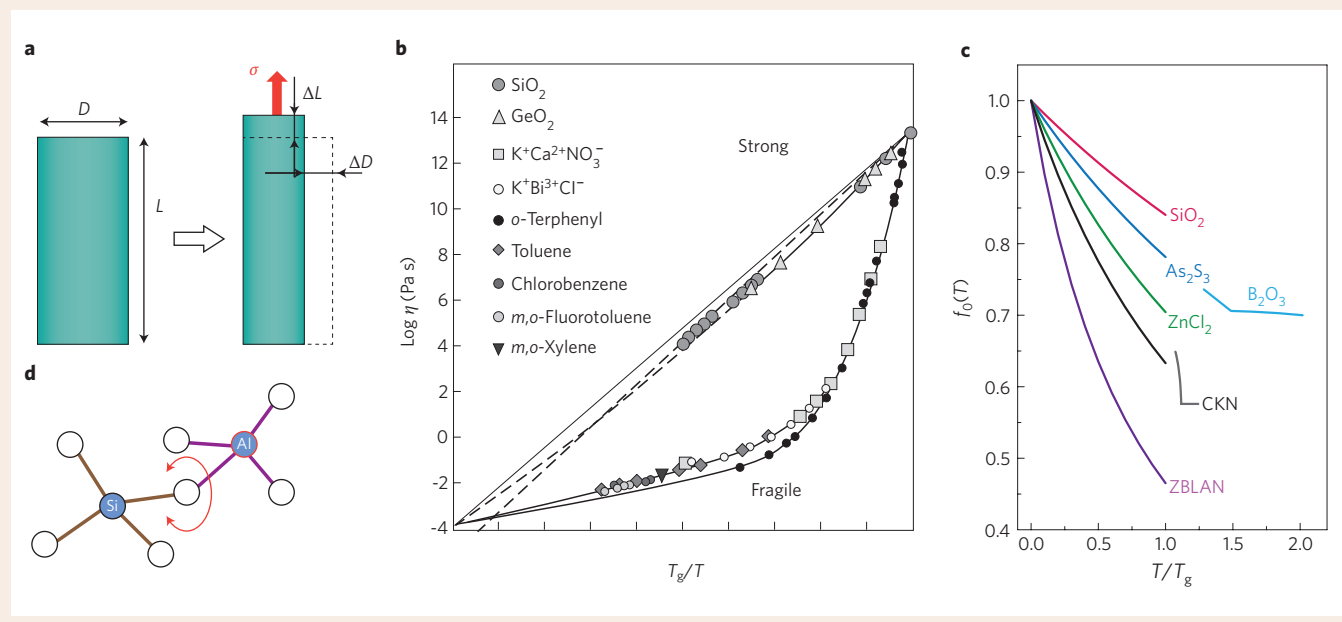 a
D
L
σ
ΔL
ΔD
b
Log η (Pa s)
14
12
10
8
6
4
2
0
-2
-4
SiO₂
GeO₂
K⁺Ca²⁺NO₃⁻
K⁺Bi³⁺Cl⁻
o-Terphenyl
Toluene
Chlorobenzene
m,o-Fluorotoluene
m,o-Xylene
Strong
Fragile
T_g/T
c
f₀(T)
1.0
0.9
0.8
0.7
0.6
0.5
0.4
SiO₂
As₂S₃
B₂O₃
ZnCl₂
CKN
ZBLAN
0.0 0.5 1.0 1.5 2.0
T/T_g
d
Al
Si